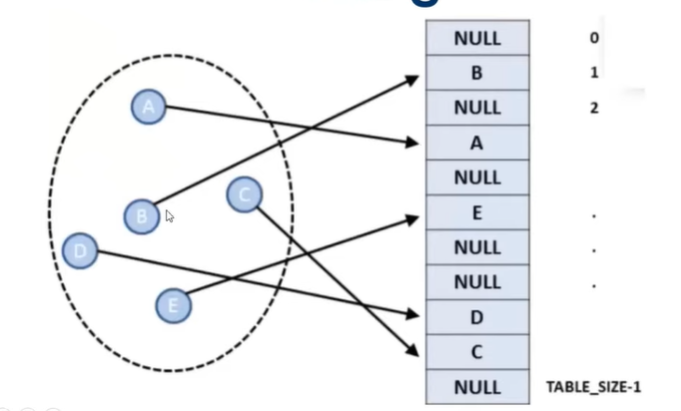 NULL 0
B 1
NULL 2
A
A
NULL
C
B
E .
D
NULL .
E
NULL .
D
C
NULL TABLE_SIZE-1